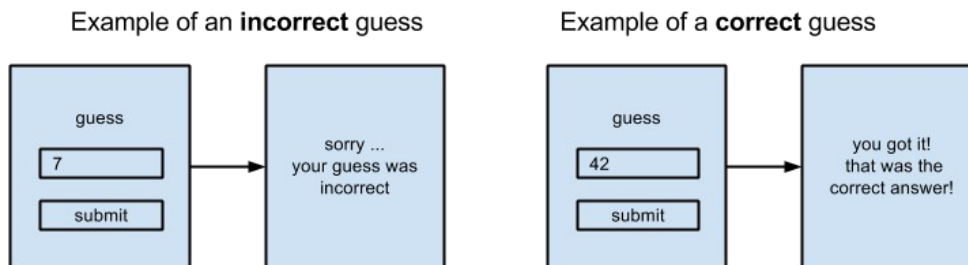 Example of an incorrect guess
guess
7
submit
sorry ...
your guess was
incorrect
Example of a correct guess
guess
42
submit
you got it!
that was the
correct answer!